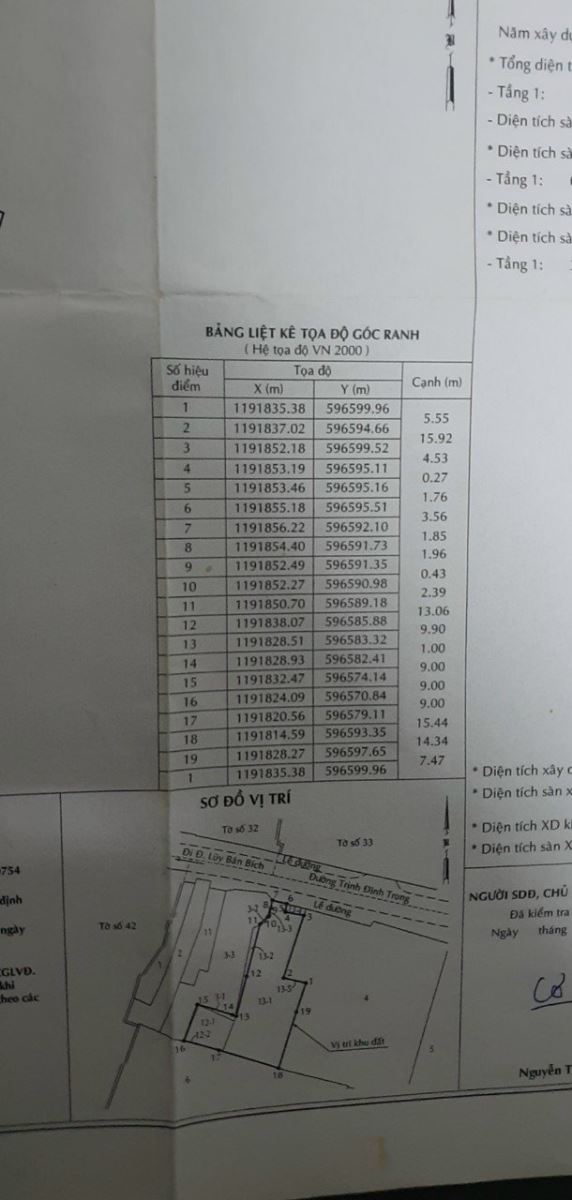 Năm xây
* Tổng diện
- Tầng 1:
- Diện tích
* Diện tích
- Tầng 1:
* Diện tích
* Diện tích
- Tầng 1:
BẢNG LIỆT KÊ TỌA ĐỘ GÓC RANH
( Hệ tọa độ VN 2000 )
Số hiệu điểm Tọa độ Cạnh (m)
X (m) Y (m)
1 1191835.38 596599.96
5.55
2 1191837.02 596594.66
15.92
3 1191852.18 596599.52
4.53
4 1191853.19 596595.11
0.27
5 1191853.46 596595.16
1.76
6 1191855.18 596595.51
3.56
7 1191856.22 596592.10
1.85
8 1191854.40 596591.73
1.96
9 1191852.49 596591.35
0.43
10 1191852.27 596590.98
2.39
11 1191850.70 596589.18
13.06
12 1191838.07 596585.88
9.90
13 1191828.51 596583.32
1.00
14 1191828.93 596582.41
9.00
15 1191832.47 596574.14
9.00
16 1191824.09 596570.84
9.00
17 1191820.56 596579.11
15.44
18 1191814.59 596593.35
14.34
19 1191828.27 596597.65
7.47
1 1191835.38 596599.96
SƠ ĐỒ VỊ TRÍ
Tờ số 32
Tờ số 33
Lề đường
Đi Đ. Lũy Bán Bích
Đường Trịnh Đình Trọng
Lề đường
Tờ số 42
7 6
8
3
11 10
13-3
11
3-3
13-2
2
1
12
2
13-5
1
13-1
19
4
15
1-1
14
13
12-1
12-2
16
17
Vị trí khu đất
5
6
18
* Diện tích xây
* Diện tích sàn
* Diện tích XD
* Diện tích sàn
NGƯỜI SDĐ, CHỦ
Đã kiểm tra
Ngày tháng
Nguyễn
định
ngày
GLVĐ.
khi
theo các